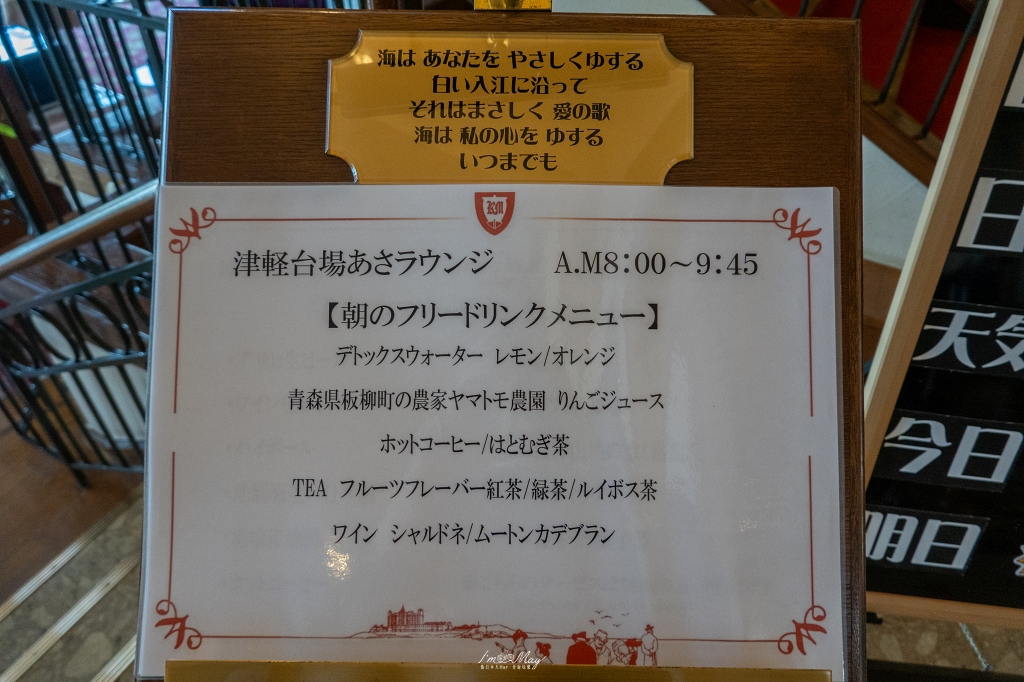 海は あなたを やさしくゆする
白い入江に沿って
それはまさしく 愛の歌
海は 私の心を ゆする
いつまでも
RM
津軽台場あさラウンジ A.M8:00～9:45
【朝のフリードリンクメニュー】
デトックスウォーター レモン/オレンジ
青森県板柳町の農家ヤマトモ農園 りんごジュース
ホットコーヒー/はとむぎ茶
TEA フルーツフレーバー紅茶/緑茶/ルイボス茶
ワイン シャルドネ/ムートンカデブラン
I'm May
日
天気
今日
明日